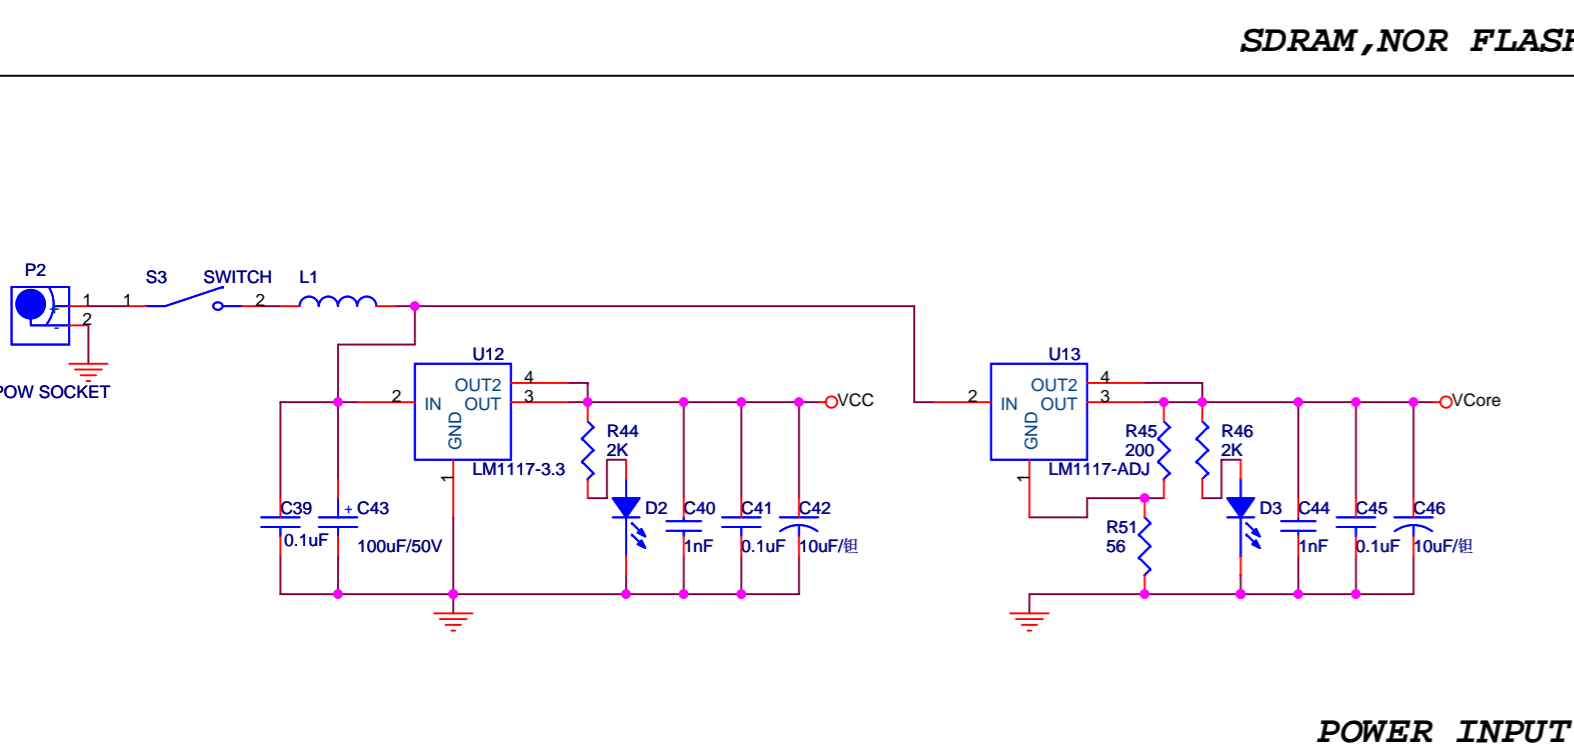 SDRAM,NOR FLASH
P2
S3 SWITCH L1
1 1 2
2
+
-
POW SOCKET
U12
OUT2 4
2 IN OUT 3
GND
1
LM1117-3.3
VCC
R44
2K
C39
0.1uF
+ C43
100uF/50V
D2
C40
1nF
C41
0.1uF
C42
10uF/钽
U13
OUT2 4
2 IN OUT 3
GND
1
LM1117-ADJ
VCore
R45
200
R46
2K
R51
56
D3
C44
1nF
C45
0.1uF
C46
10uF/钽
POWER INPUT